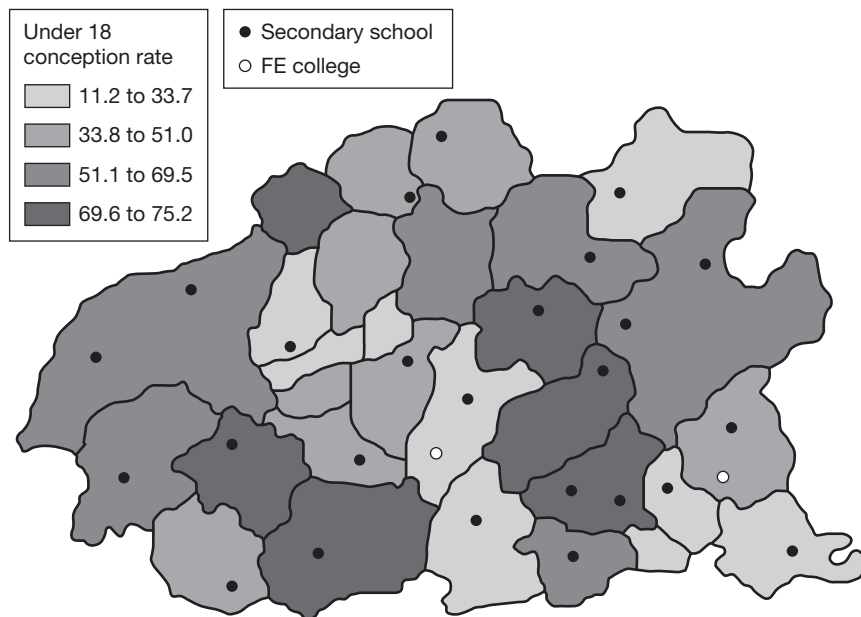 Under 18
conception rate
11.2 to 33.7
33.8 to 51.0
51.1 to 69.5
69.6 to 75.2
Secondary school
FE college